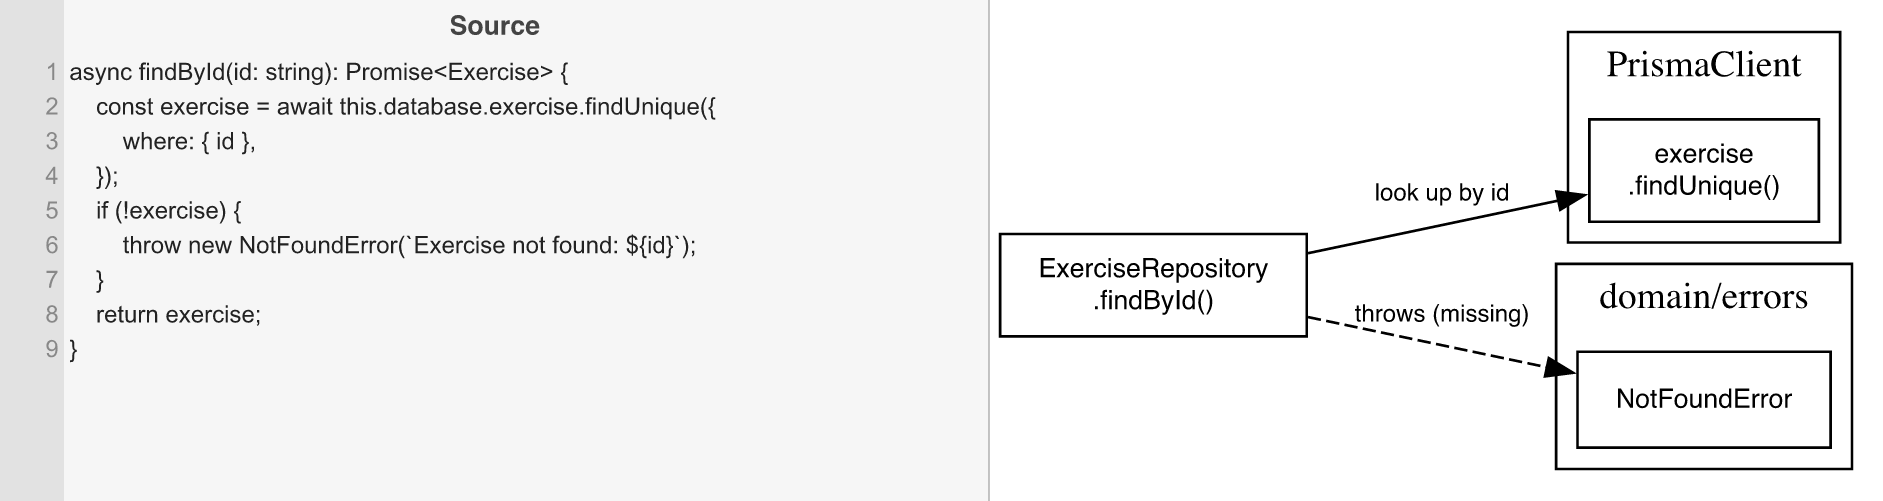 Source
1 async findById(id: string): Promise<Exercise> {
2 const exercise = await this.database.exercise.findUnique({
3 where: { id },
4 });
5 if (!exercise) {
6 throw new NotFoundError(`Exercise not found: ${id}`);
7 }
8 return exercise;
9 }
PrismaClient
exercise
.findUnique()
look up by id
ExerciseRepository
.findById()
throws (missing)
domain/errors
NotFoundError